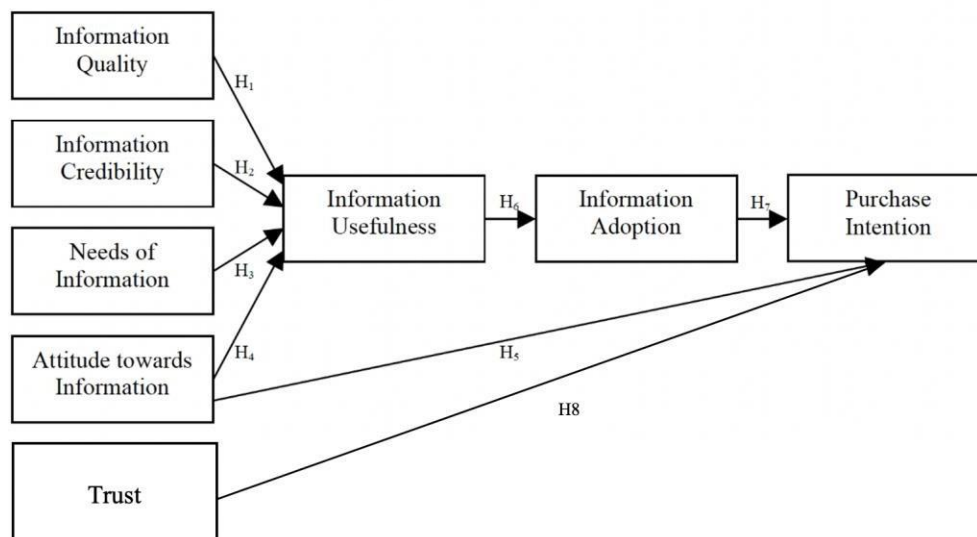 Information
Quality
H₁
Information
Credibility
H₂
Information
Usefulness
H₆
Information
Adoption
H₇
Purchase
Intention
Needs of
Information
H₃
Attitude towards
Information
H₄
H₅
H8
Trust